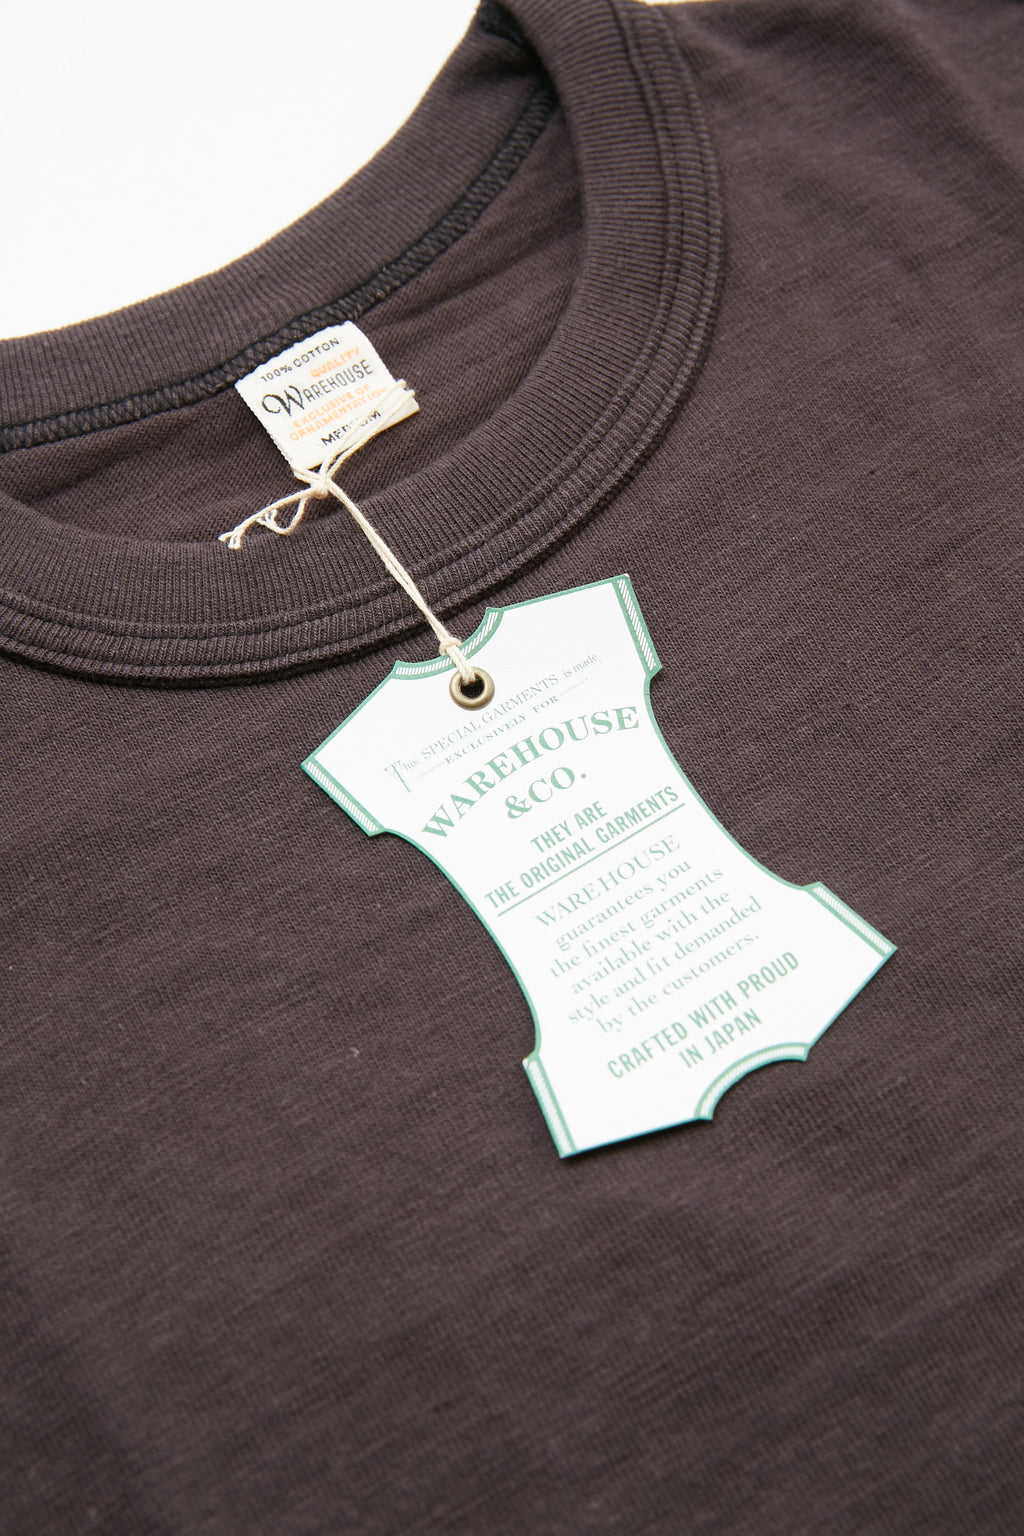 100% COTTON
QUALITY
WAREHOUSE
EXCLUSIVE OF
ORNAMENTATION
MEDIUM
This SPECIAL GARMENTS is made
EXCLUSIVELY FOR
WAREHOUSE
&CO.
THEY ARE
THE ORIGINAL GARMENTS
WAREHOUSE
guarantees you
the finest garments
available with the
style and fit demanded
by the customers.
CRAFTED WITH PROUD
IN JAPAN